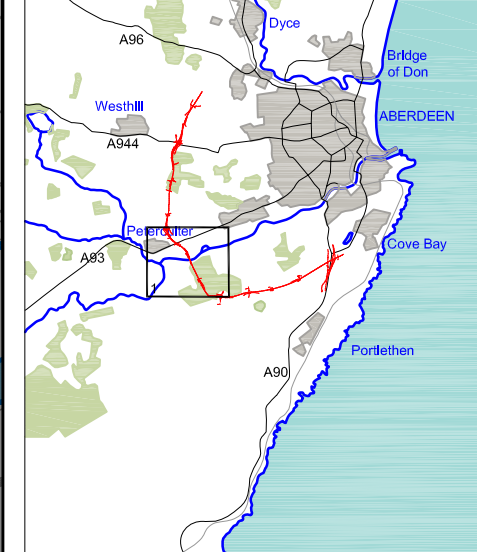 Dyce
A96
Bridge
of Don
Westhill
ABERDEEN
A944
Peterculter
Cove Bay
A93
1
Portlethen
A90